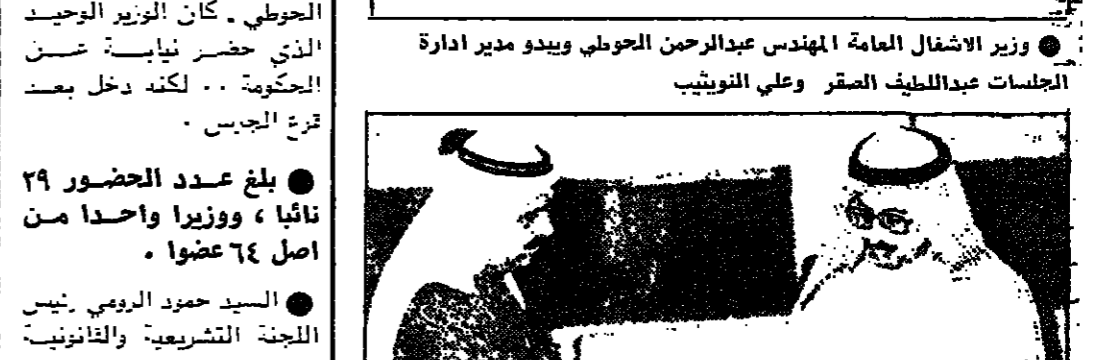 ● وزير الاشغال العامة المهندس عبدالرحمن الحوطي ويبدو مدير ادارة
الجلسات عبداللطيف الصقر وعلي النويثيب
الحوطي . كان الوزير الوحيد
الذي حضر نيابة عن
الحكومة .. لكنه دخل بعد
قرع الجرس .
● بلغ عدد الحضور ٣٩
نائبا ، ووزيرا واحدا من
اصل ٦٤ عضوا .
● السيد حمود الرومي رئيس
اللجنة التشريعية والقانونية